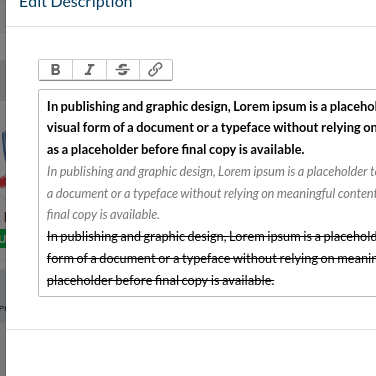 Edit Description
B I S
In publishing and graphic design, Lorem ipsum is a
visual form of a document or a typeface without relying on
as a placeholder before final copy is available.
In publishing and graphic design, Lorem ipsum is a placeholder
a document or a typeface without relying on meaningful content
final copy is available.
In publishing and graphic design, Lorem ipsum is a
form of a document or a typeface without relying on
placeholder before final copy is available.